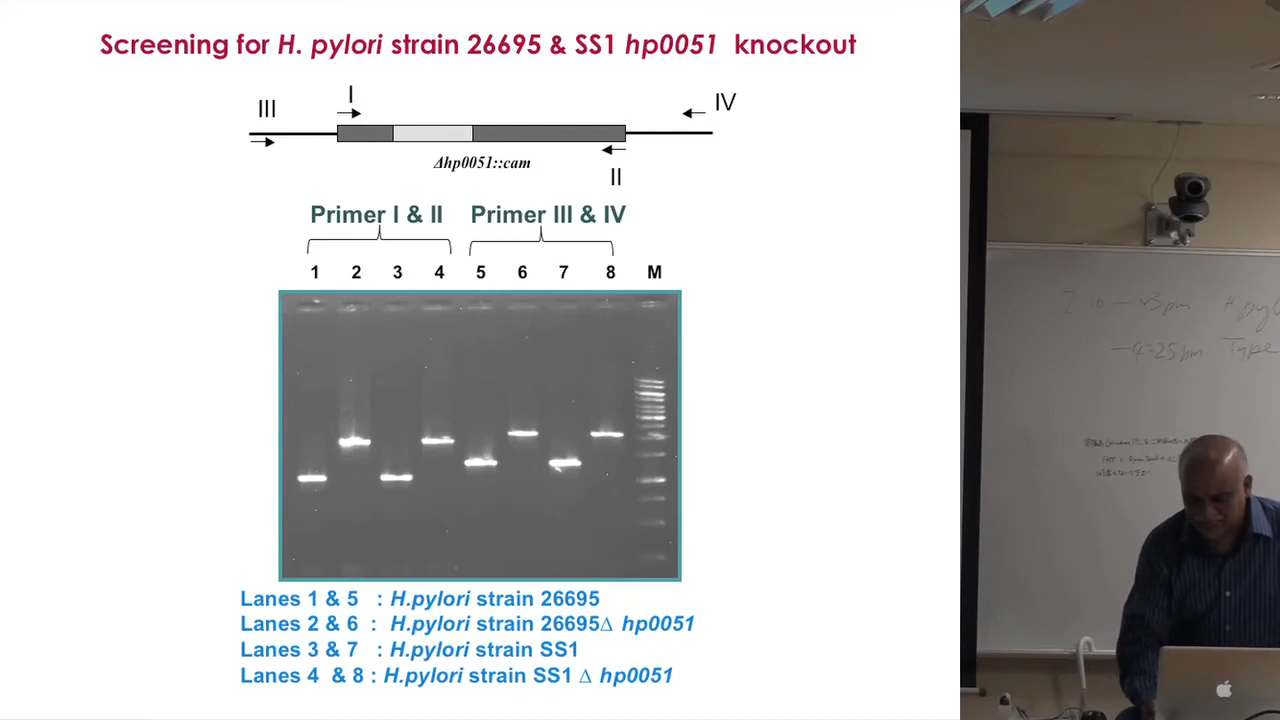 Screening for H. pylori strain 26695 & SS1 hp0051 knockout
I
III
IV
Δhp0051::cam
II
Primer I & II Primer III & IV
1 2 3 4 5 6 7 8 M
Lanes 1 & 5 : H.pylori strain 26695
Lanes 2 & 6 : H.pylori strain 26695Δ hp0051
Lanes 3 & 7 : H.pylori strain SS1
Lanes 4 & 8 : H.pylori strain SS1 Δ hp0051
Type